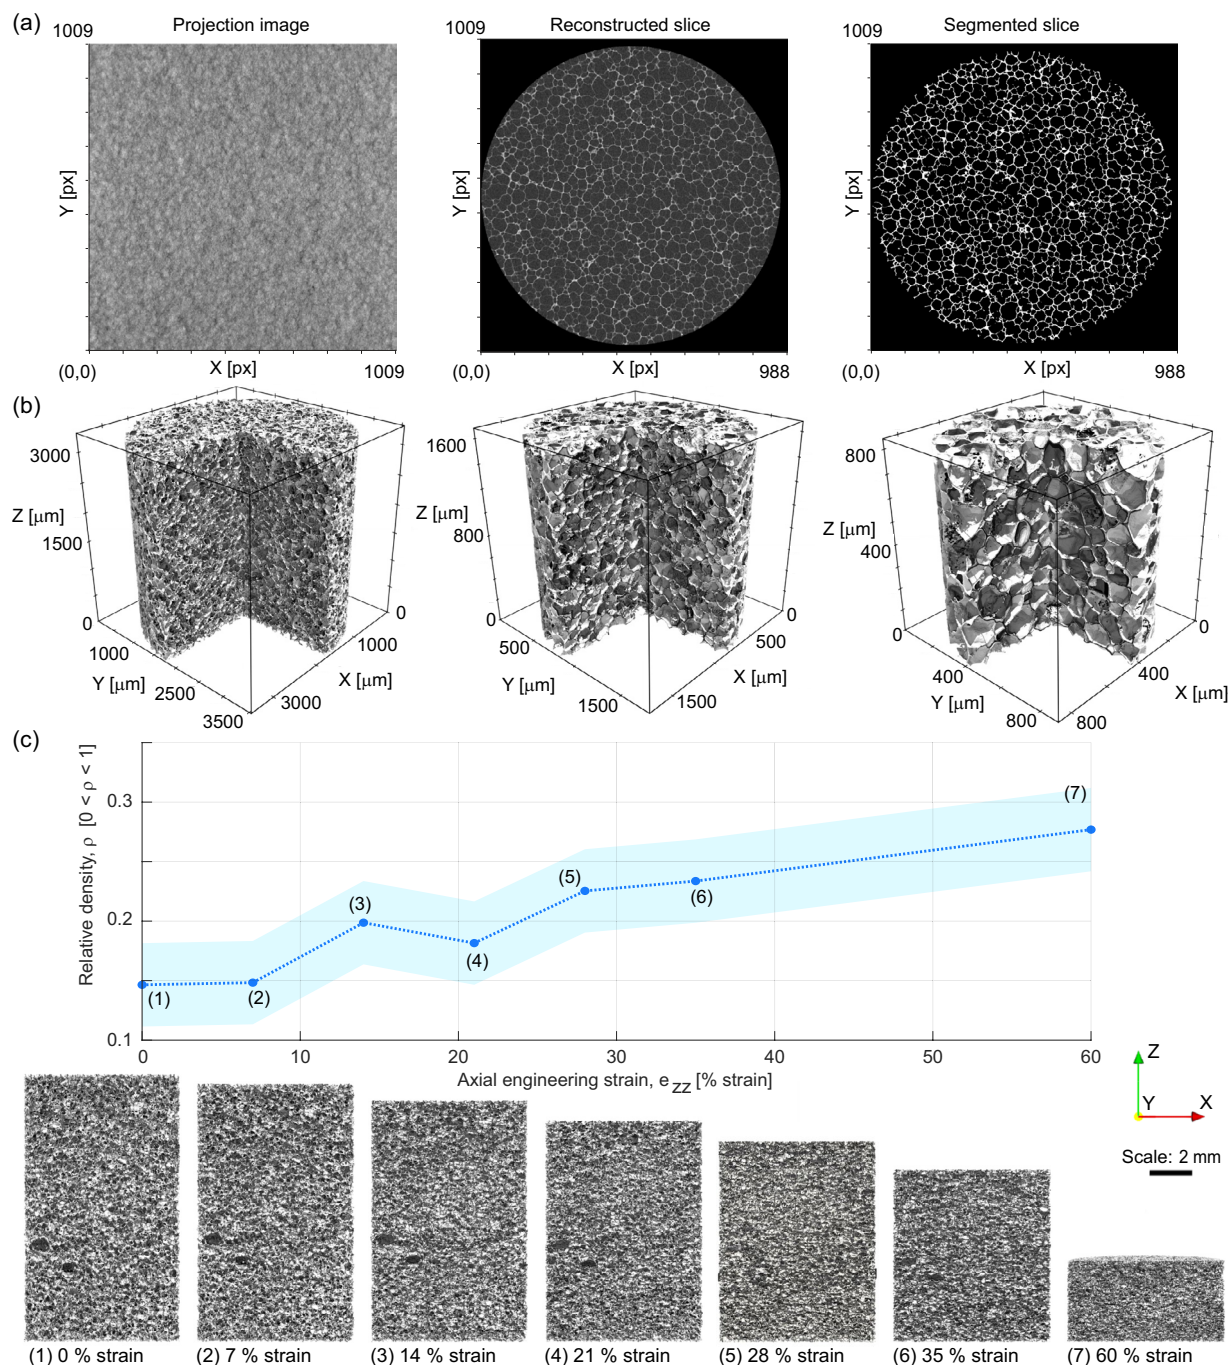 (a)
Projection image
Reconstructed slice
Segmented slice
1009
1009
1009
Y [px]
Y [px]
Y [px]
(0,0)
X [px]
1009
(0,0)
X [px]
988
(0,0)
X [px]
988
(b)
3000
Z [μm]
1500
0
1000
Y [μm]
2500
3500
0
1000
X [μm]
3000
1600
Z [μm]
800
0
500
Y [μm]
1500
0
500
X [μm]
1500
800
Z [μm]
400
0
400
Y [μm]
800
0
400
X [μm]
800
(c)
Relative density, ρ [0 < ρ < 1]
0.3
0.2
0.1
(1)
(2)
(3)
(4)
(5)
(6)
(7)
0
10
20
30
40
50
60
Axial engineering strain, e zz [% strain]
Z
Y
X
Scale: 2 mm
(1) 0 % strain
(2) 7 % strain
(3) 14 % strain
(4) 21 % strain
(5) 28 % strain
(6) 35 % strain
(7) 60 % strain